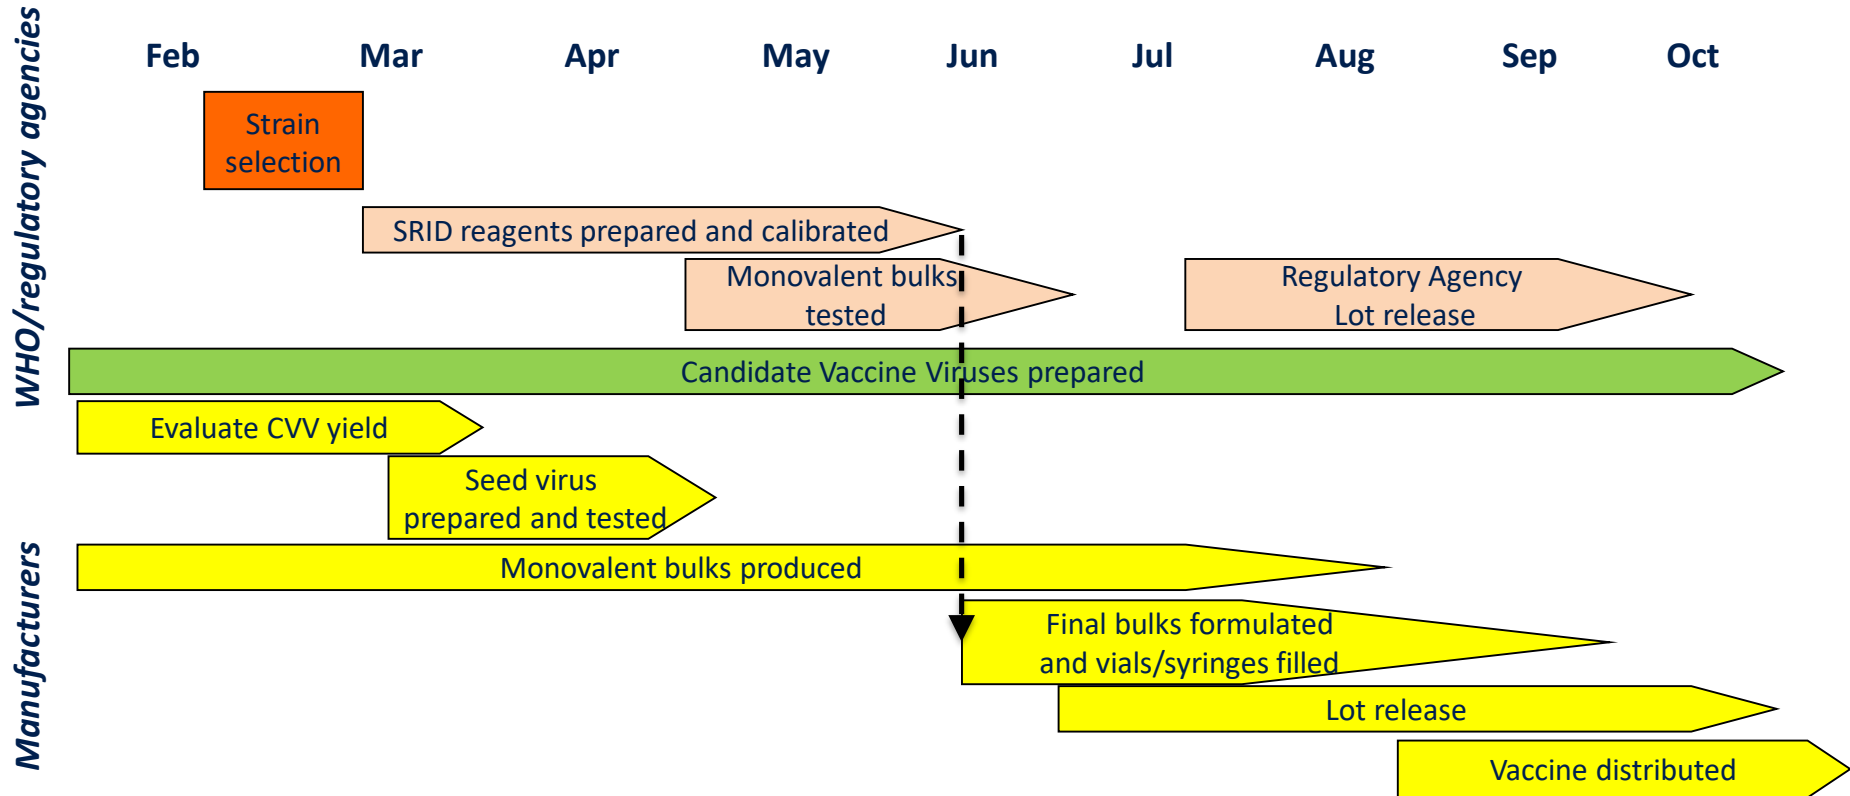 WHO/regulatory agencies
Feb Mar Apr May Jun Jul Aug Sep Oct
Strain
selection
SRID reagents prepared and calibrated
Monovalent bulks
tested
Regulatory Agency
Lot release
Candidate Vaccine Viruses prepared
Evaluate CVV yield
Seed virus
prepared and tested
Manufacturers
Monovalent bulks produced
Final bulks formulated
and vials/syringes filled
Lot release
Vaccine distributed